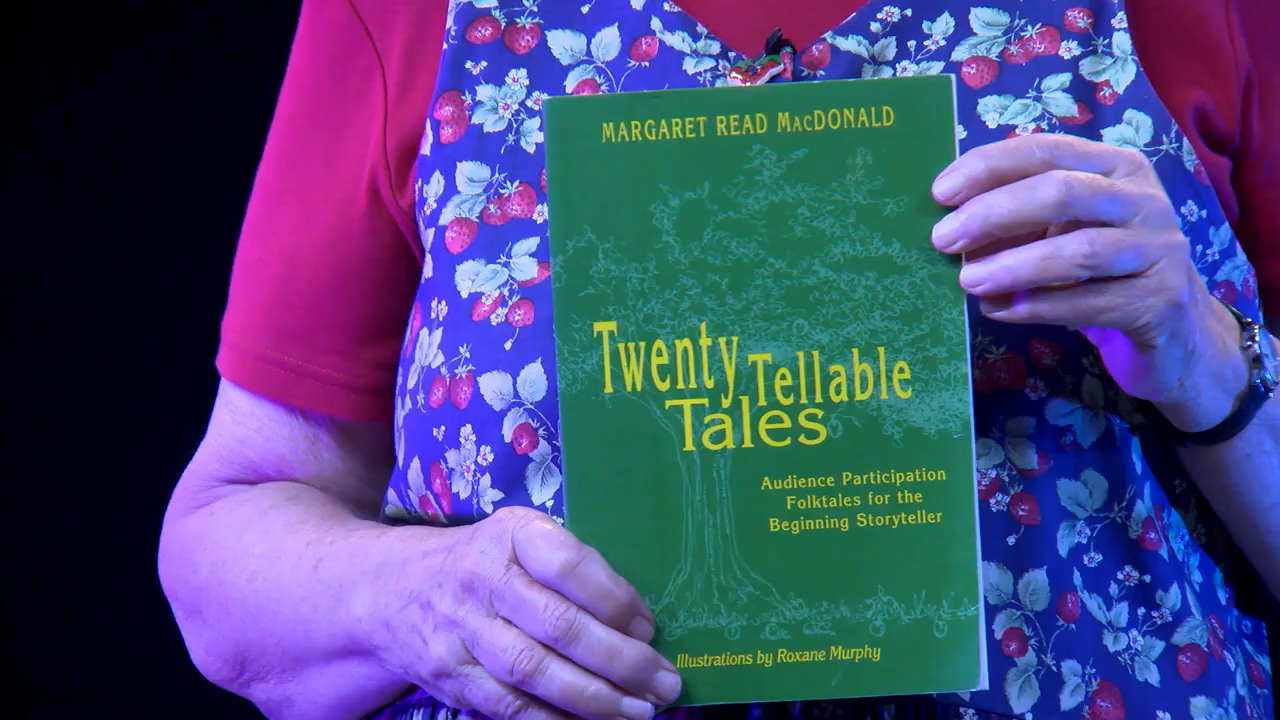 MARGARET READ MACDONALD
Twenty Tellable
Tales
Audience Participation
Folktales for the
Beginning Storyteller
Illustrations by Roxane Murphy